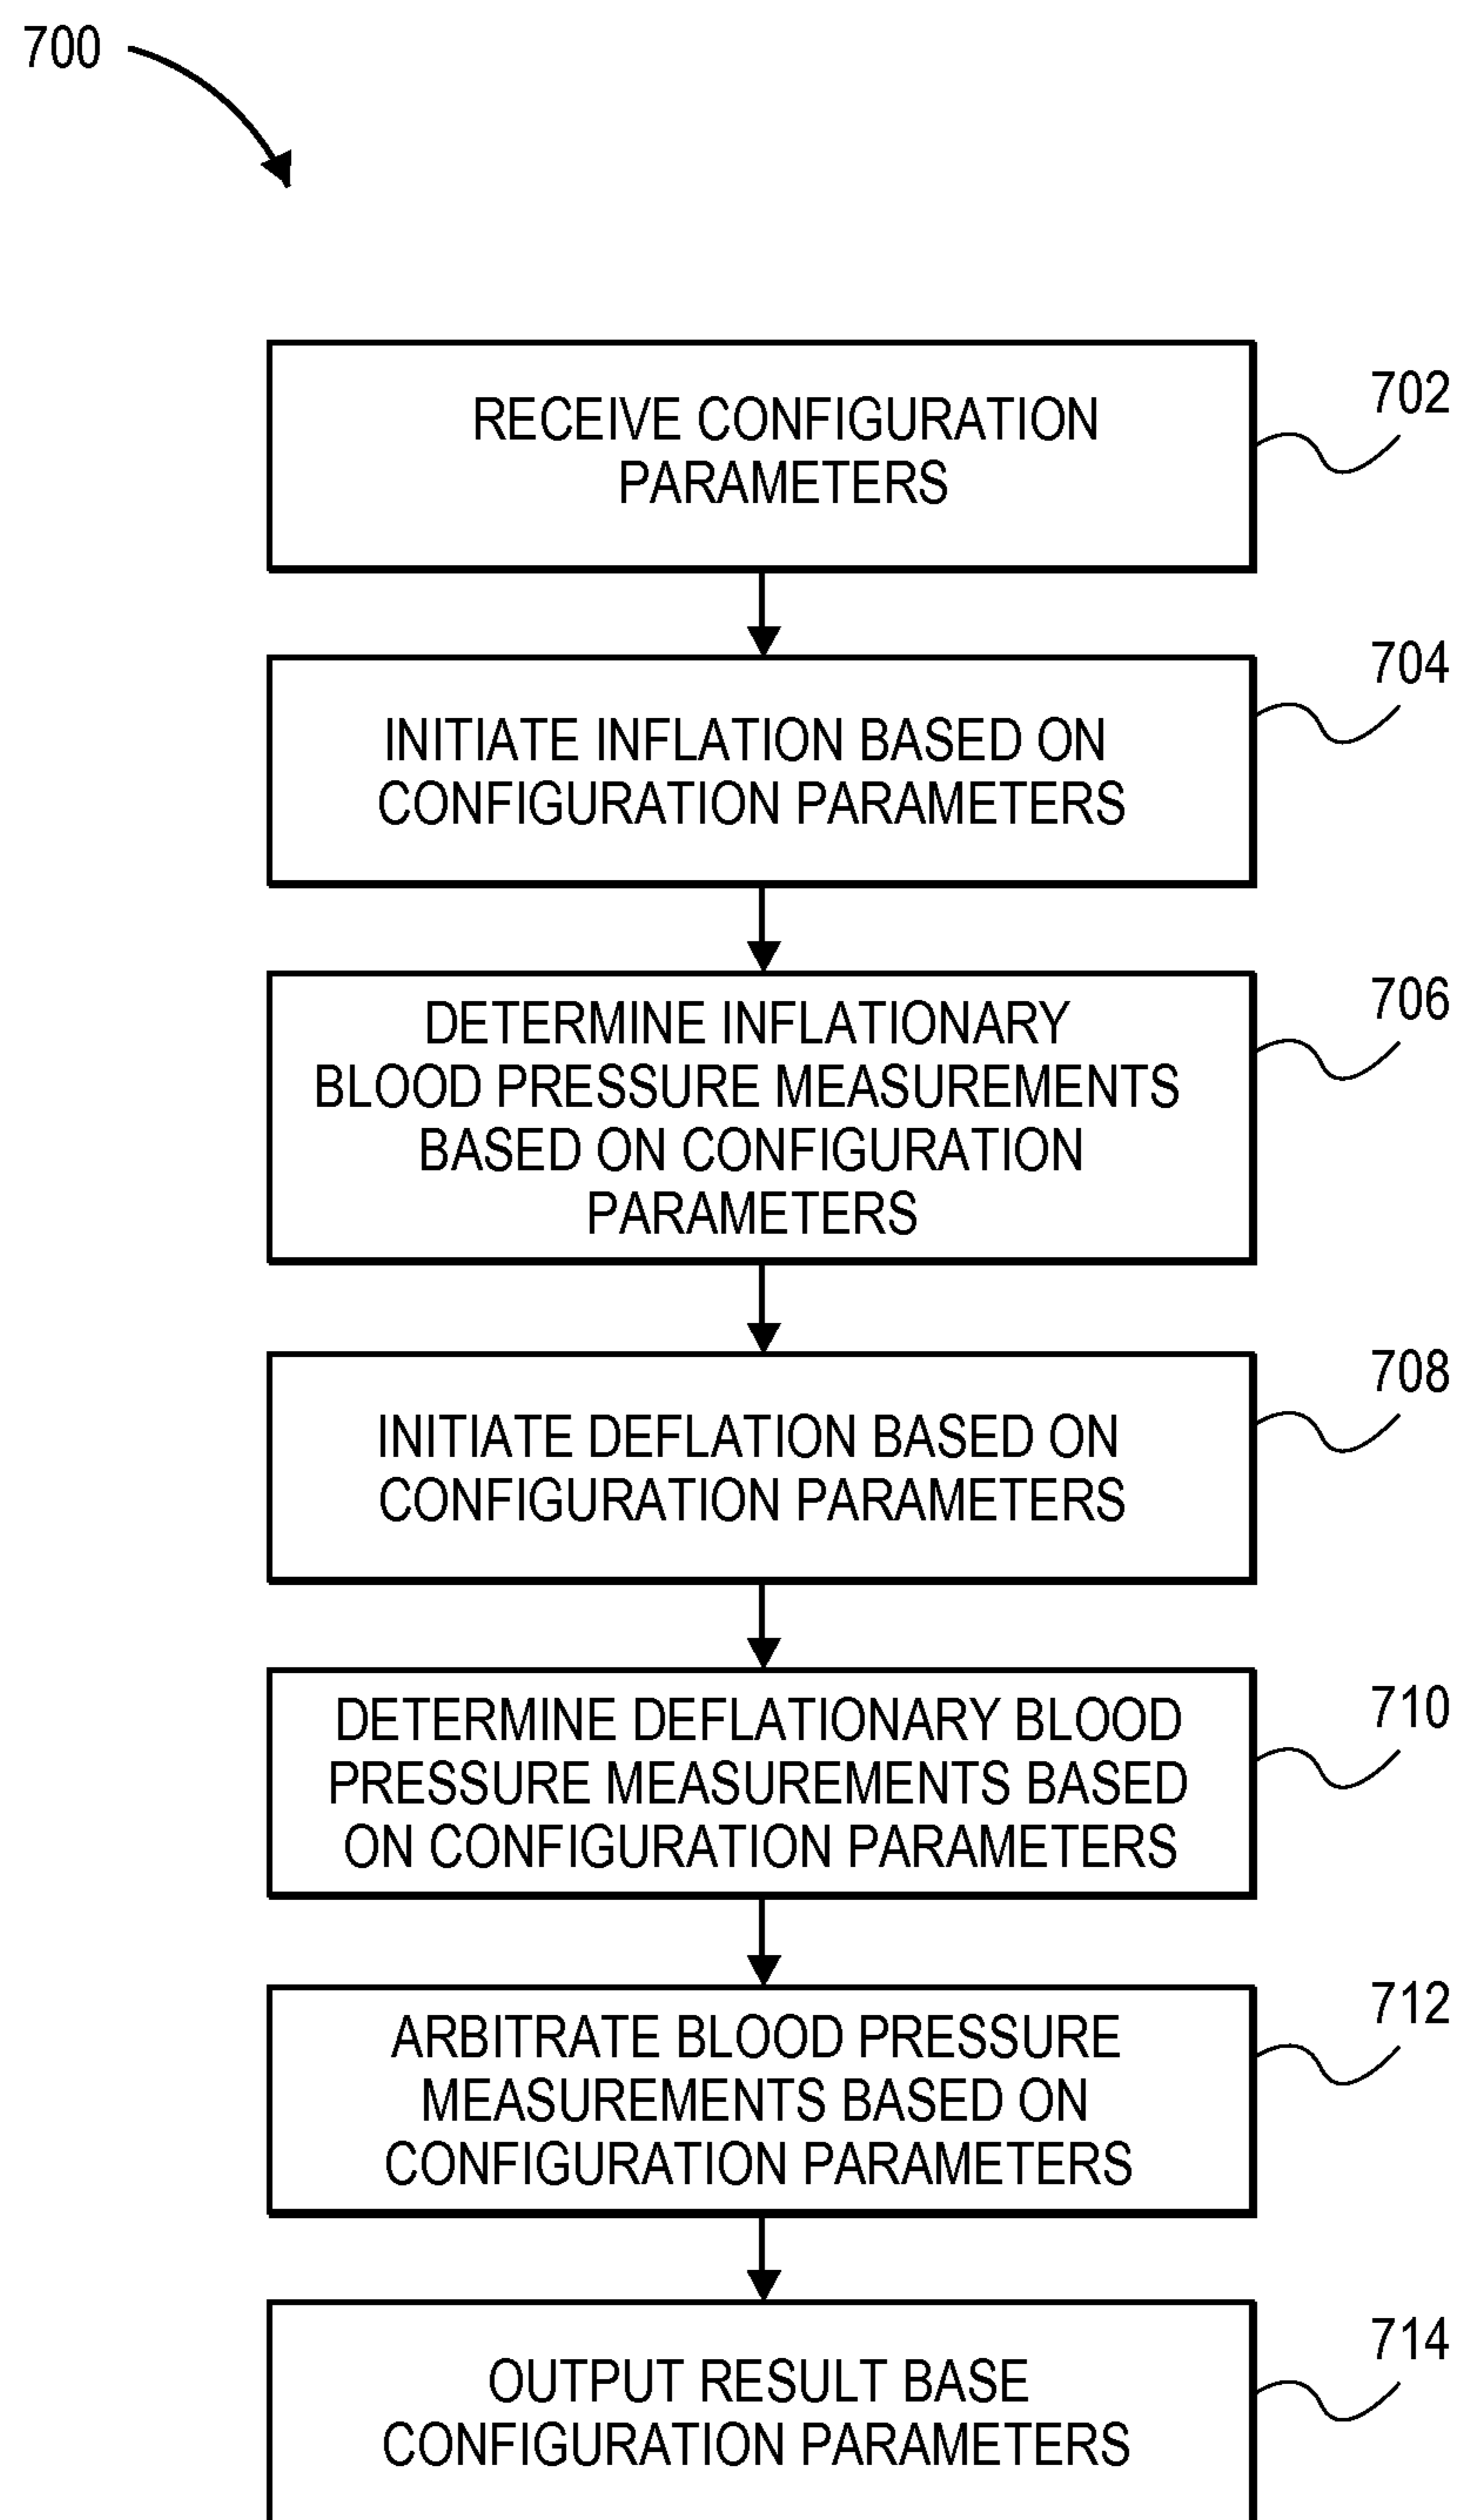 700
RECEIVE CONFIGURATION
PARAMETERS
702
INITIATE INFLATION BASED ON
CONFIGURATION PARAMETERS
704
DETERMINE INFLATIONARY
BLOOD PRESSURE MEASUREMENTS
BASED ON CONFIGURATION
PARAMETERS
706
INITIATE DEFLATION BASED ON
CONFIGURATION PARAMETERS
708
DETERMINE DEFLATIONARY BLOOD
PRESSURE MEASUREMENTS BASED
ON CONFIGURATION PARAMETERS
710
ARBITRATE BLOOD PRESSURE
MEASUREMENTS BASED ON
CONFIGURATION PARAMETERS
712
OUTPUT RESULT BASE
CONFIGURATION PARAMETERS
714